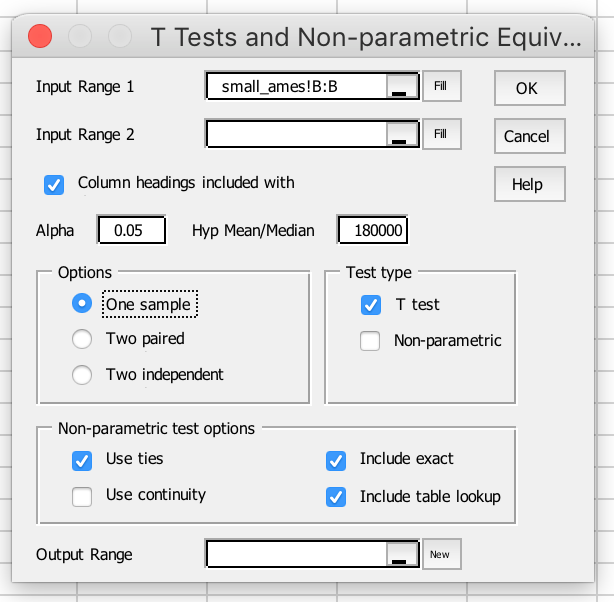 T Tests and Non-parametric Equiv...
Input Range 1 small_ames!B:B Fill OK
Input Range 2 Fill Cancel
Column headings included with Help
Alpha 0.05 Hyp Mean/Median 180000
Options Test type
One sample T test
Two paired Non-parametric
Two independent
Non-parametric test options
Use ties Include exact
Use continuity Include table lookup
Output Range New